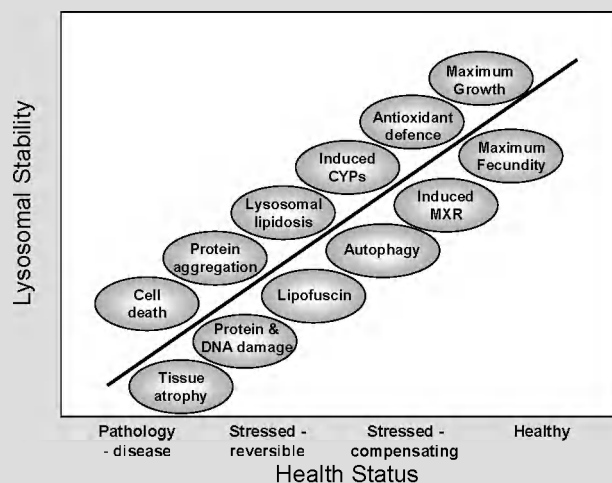 Lysosomal Stability
Maximum
Growth
Antioxidant
defence
Maximum
Fecundity
Induced
CYPs
Induced
MXR
Lysosomal
lipidosis
Autophagy
Protein
aggregation
Lipofuscin
Cell
death
Protein &
DNA damage
Tissue
atrophy
Pathology
- disease
Stressed -
reversible
Stressed -
compensating
Healthy
Health Status